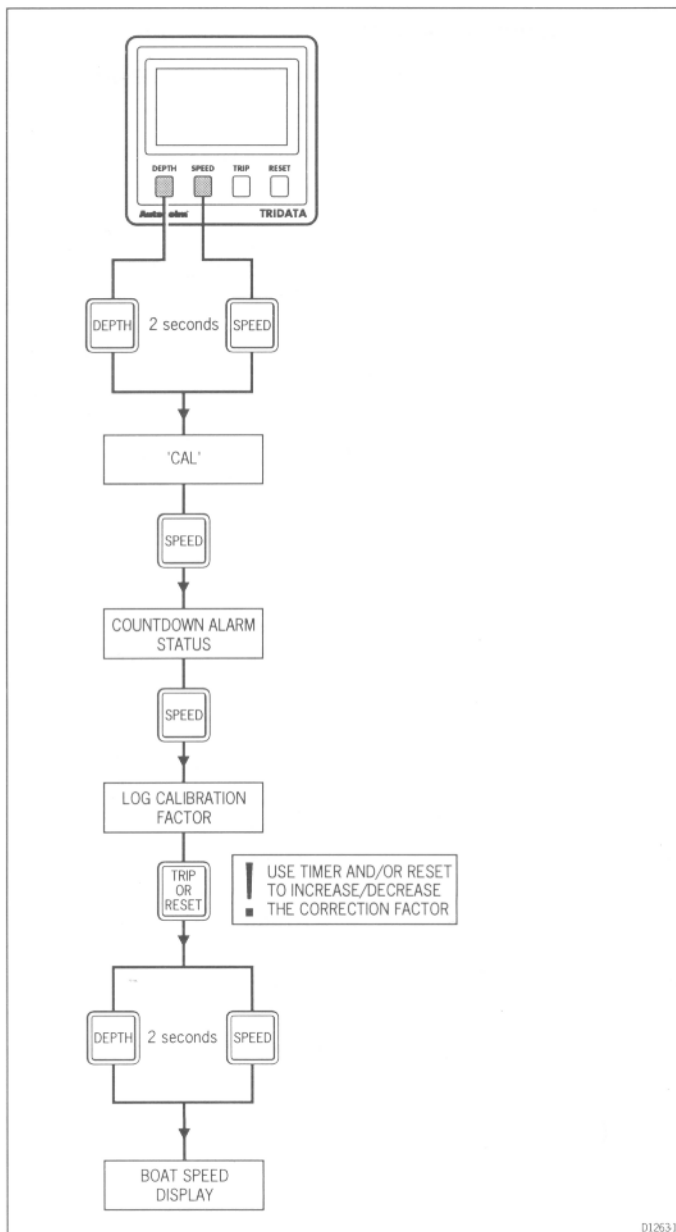 DEPTH SPEED TRIP RESET
Autohelm TRIDATA
DEPTH 2 seconds SPEED
'CAL'
SPEED
COUNTDOWN ALARM
STATUS
SPEED
LOG CALIBRATION
FACTOR
TRIP
OR
RESET
! USE TIMER AND/OR RESET
TO INCREASE/DECREASE
THE CORRECTION FACTOR
DEPTH 2 seconds SPEED
BOAT SPEED
DISPLAY
D1263-1